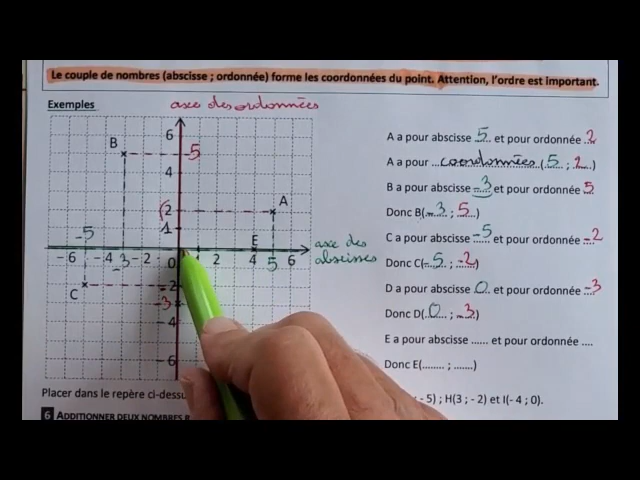 Le couple de nombres (abscisse ; ordonnée) forme les coordonnées du point. Attention, l'ordre est important.
Exemples
axe des ordonnées
A a pour abscisse 5 et pour ordonnée 2
A a pour ...coordonnées (5 ; 2)
B a pour abscisse -3 et pour ordonnée 5
Donc B(-3 ; 5)
C a pour abscisse -5 et pour ordonnée -2
Donc C(-5 ; -2)
D a pour abscisse 0 et pour ordonnée -3
Donc D(0 ; -3)
E a pour abscisse ...... et pour ordonnée ....
Donc E(........ ; ......)
6
B
5
4
A
2
1
E
axe des abscisses
-5
-6 -4 -3 -2 0 2 4 5 6
C
-2
-3
-4
-6
Placer dans le repère ci-dessu
; -5) ; H(3 ; -2) et I(-4 ; 0).
6 ADDITIONNER DEUX NOMBRES R